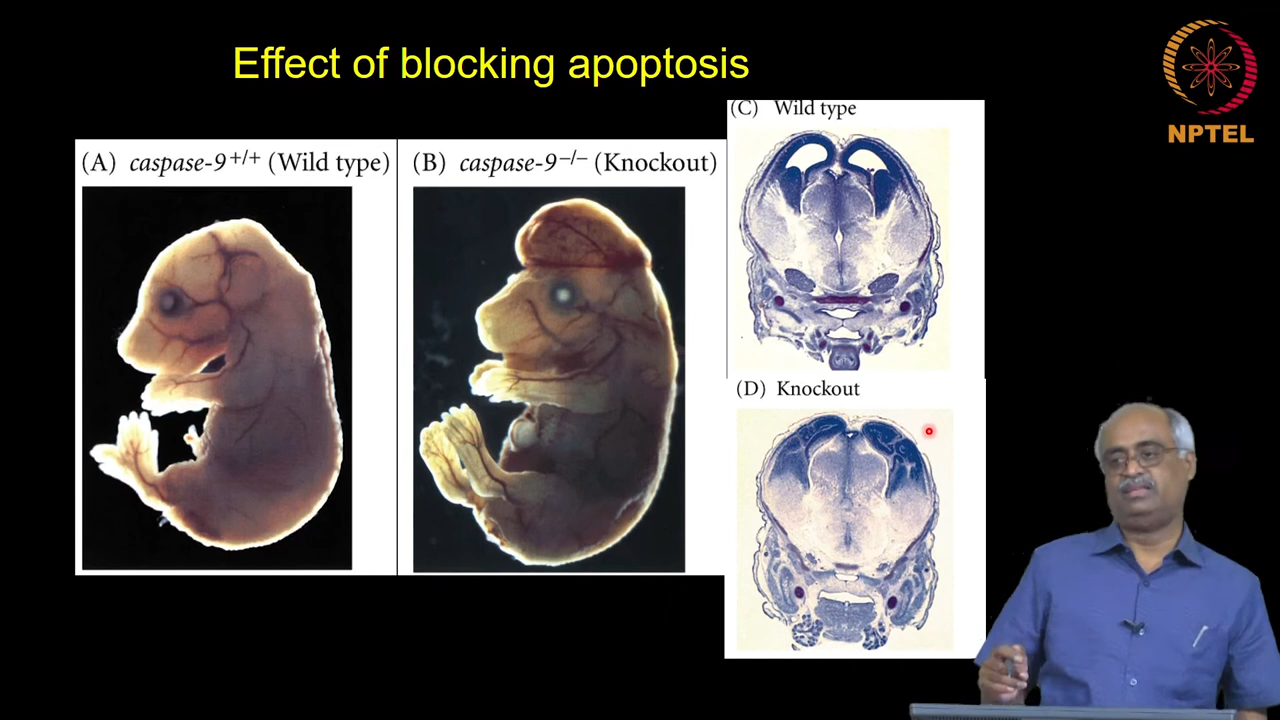 Effect of blocking apoptosis
NPTEL
(A) caspase-9+/+ (Wild type)
(B) caspase-9−/− (Knockout)
(C) Wild type
(D) Knockout